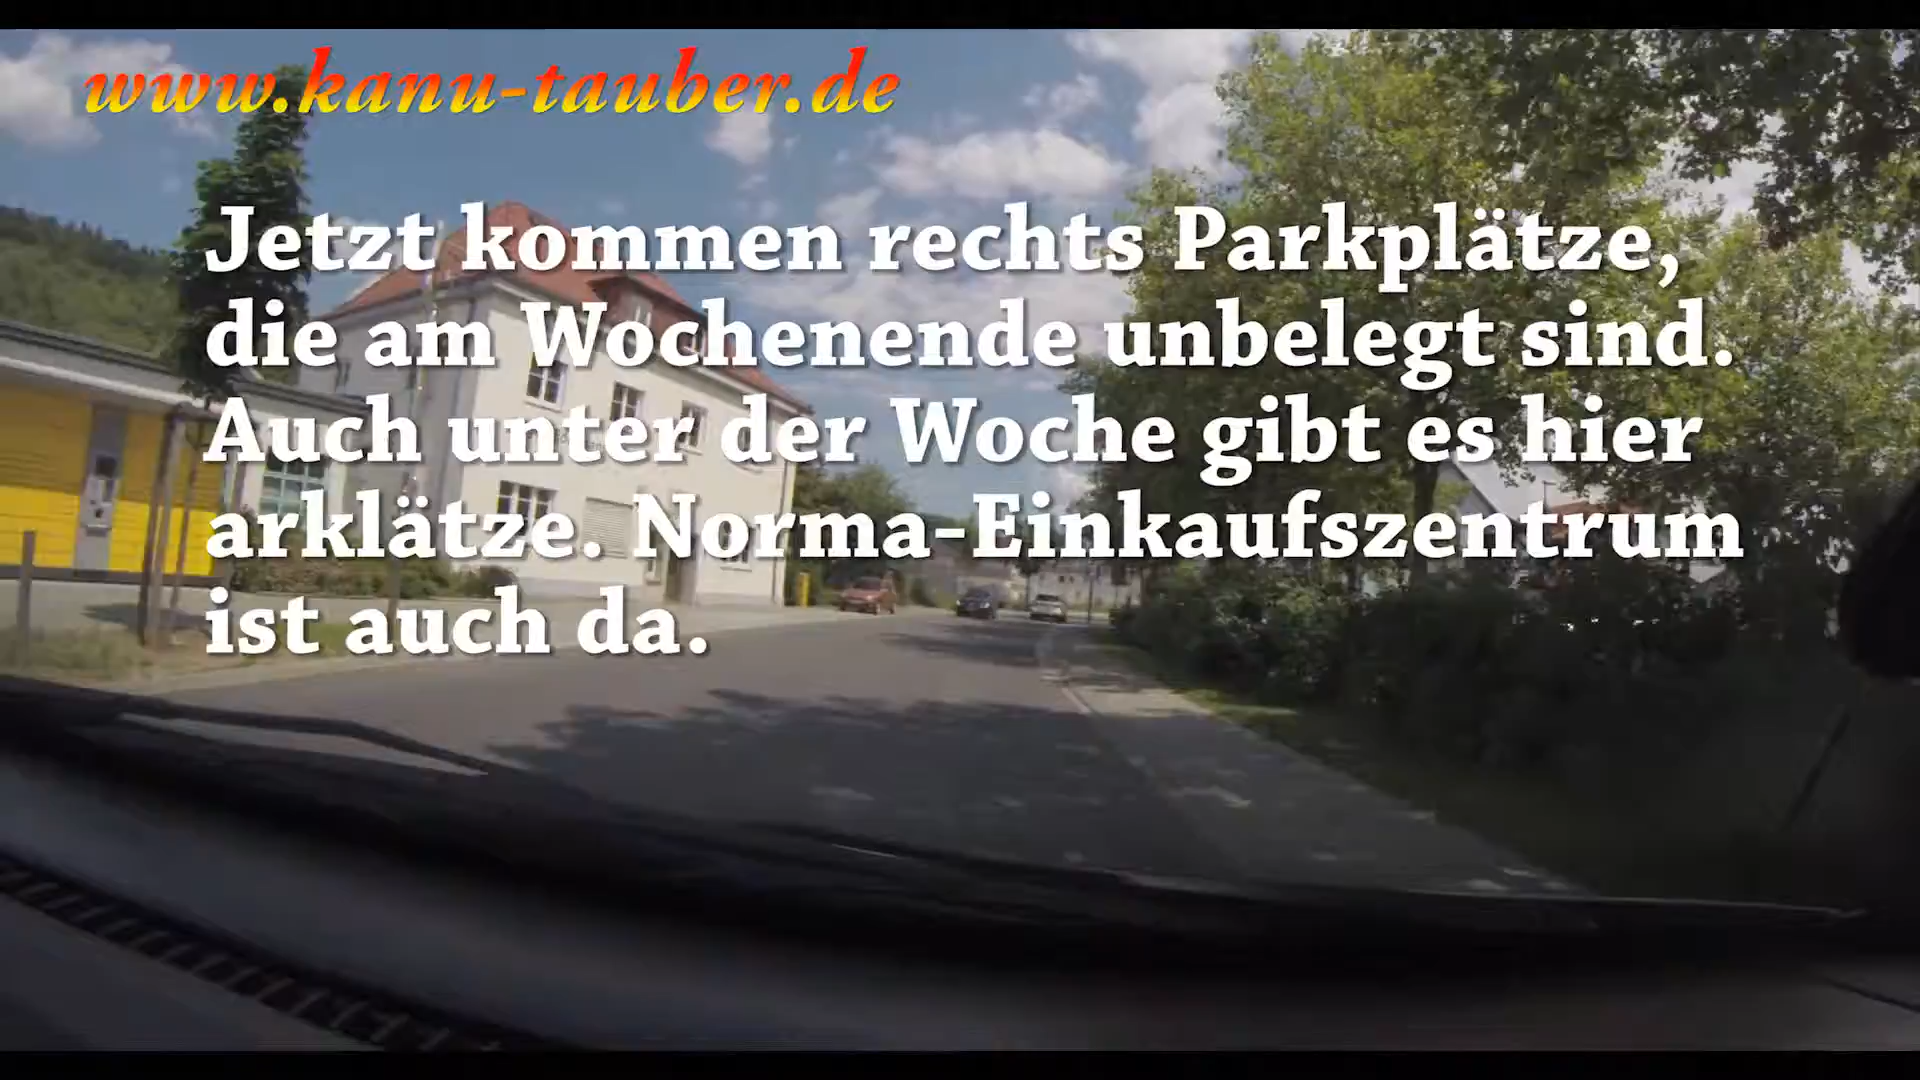 www.kanu-tauber.de
Jetzt kommen rechts Parkplätze,
die am Wochenende unbelegt sind.
Auch unter der Woche gibt es hier
arklätze. Norma-Einkaufszentrum
ist auch da.